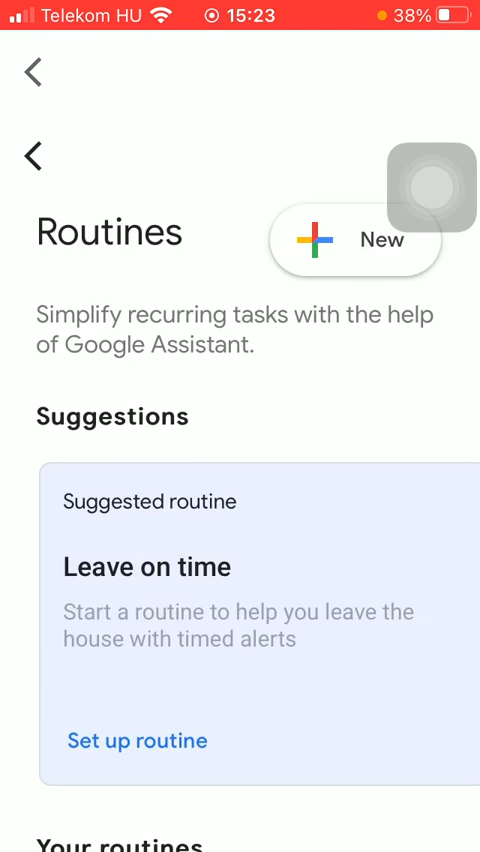 Telekom HU 15:23 38%
Routines
New
Simplify recurring tasks with the help
of Google Assistant.
Suggestions
Suggested routine
Leave on time
Start a routine to help you leave the
house with timed alerts
Set up routine
Your routines